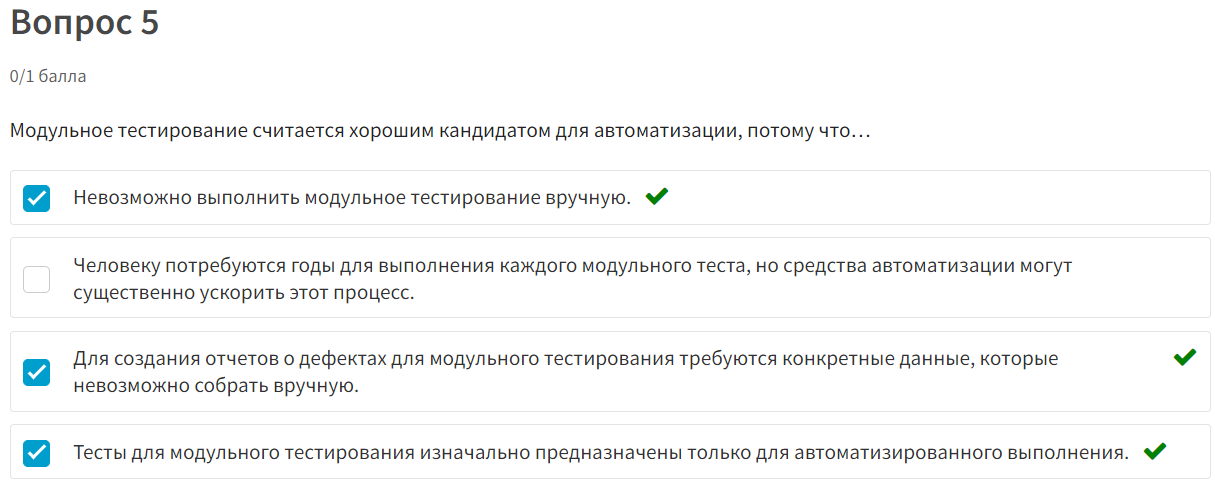 Вопрос 5
0/1 балла
Модульное тестирование считается хорошим кандидатом для автоматизации, потому что…
Невозможно выполнить модульное тестирование вручную.
Человеку потребуются годы для выполнения каждого модульного теста, но средства автоматизации могут
существенно ускорить этот процесс.
Для создания отчетов о дефектах для модульного тестирования требуются конкретные данные, которые
невозможно собрать вручную.
Тесты для модульного тестирования изначально предназначены только для автоматизированного выполнения.